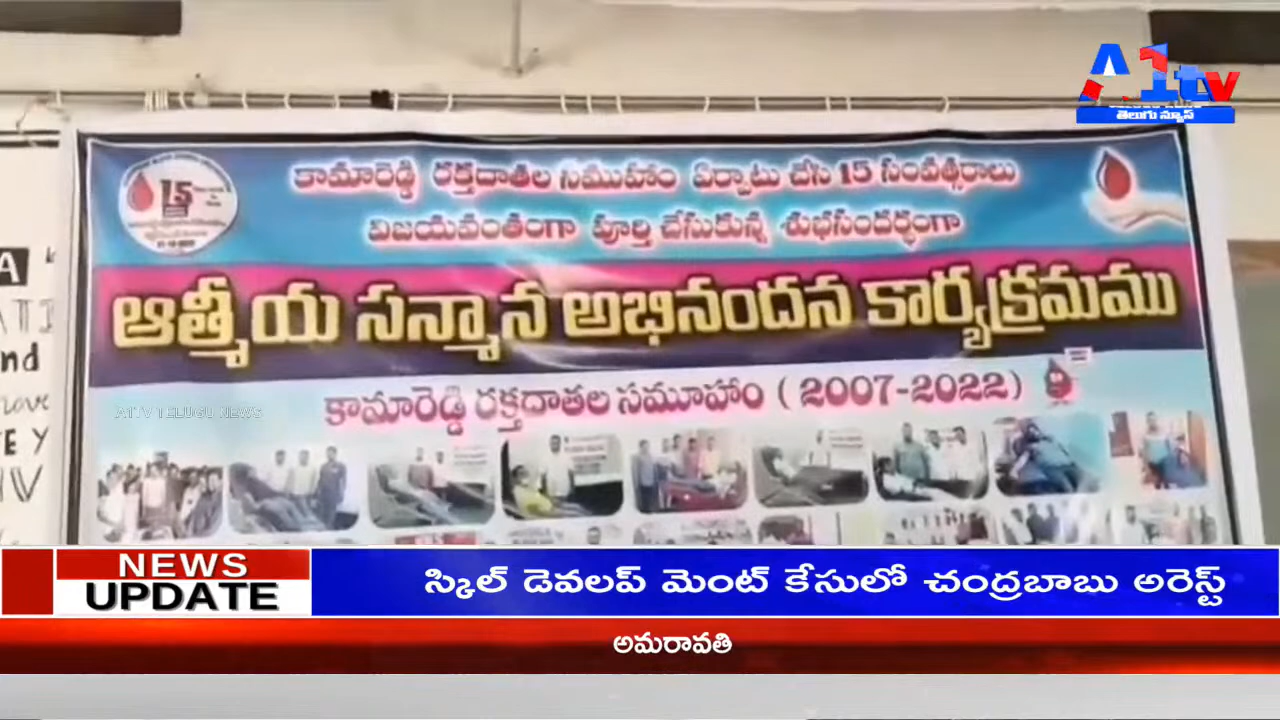 A1tv
తెలుగు న్యూస్
15
కామారెడ్డి రక్తదాతల సముహం ఏర్పాటు చేసి 15 సంవత్సరాలు
విజయవంతంగా పూర్తి చేసుకున్న శుభసందర్భంగా
ఆత్మీయ సన్మాన అభినందన కార్యక్రమము
కామారెడ్డి రక్తదాతల సమూహం ( 2007-2022 )
A1TV TELUGU NEWS
NEWS
UPDATE
స్కిల్ డెవలప్ మెంట్ కేసులో చంద్రబాబు అరెస్ట్
అమరావతి